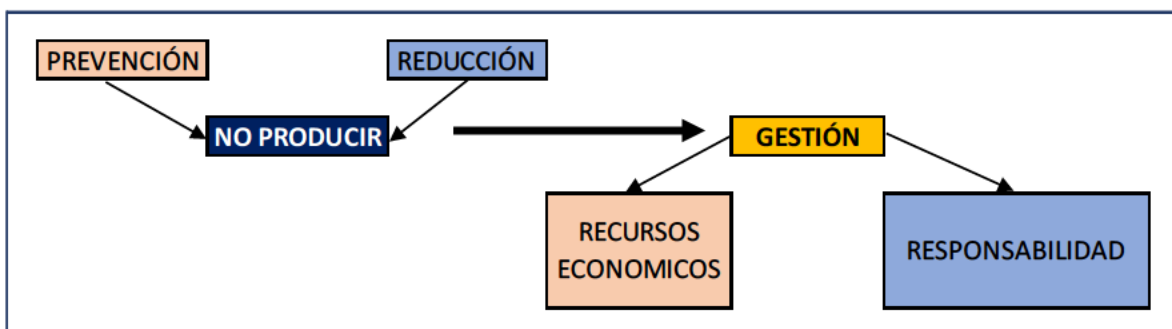 PREVENCIÓN
REDUCCIÓN
NO PRODUCIR
GESTIÓN
RECURSOS
ECONOMICOS
RESPONSABILIDAD